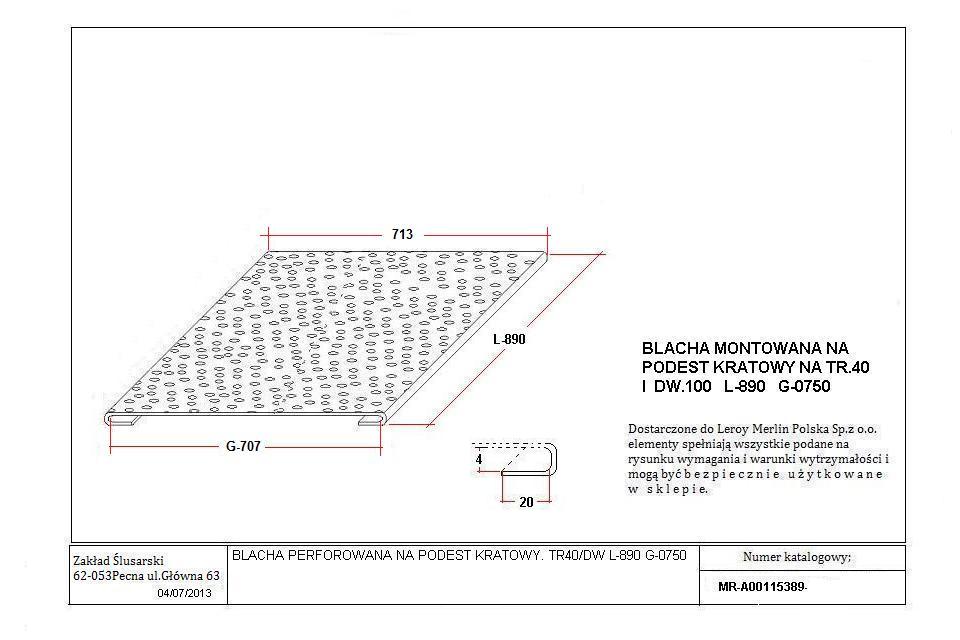 713
L-890
G-707
4
20
BLACHA MONTOWANA NA
PODEST KRATOWY NA TR.40
I DW.100 L-890 G-0750
Dostarczone do Leroy Merlin Polska Sp.z o.o.
elementy spełniają wszystkie podane na
rysunku wymagania i warunki wytrzymałości i
mogą być b e z p i e c z n i e u ż y t k o w a n e
w s k l e p i e.
Zakład Ślusarski
62-053Pecna ul.Główna 63
04/07/2013
BLACHA PERFOROWANA NA PODEST KRATOWY. TR40/DW L-890 G-0750
Numer katalogowy;
MR-A00115389-